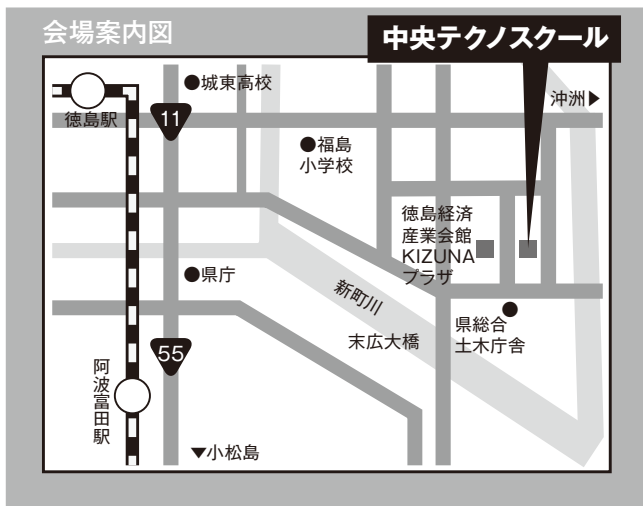 会場案内図
中央テクノスクール
●城東高校
沖洲▶
徳島駅
11
●福島
小学校
徳島経済
産業会館
KIZUNA
プラザ
●県庁
新町川
末広大橋
県総合
土木庁舎
55
阿波富田駅
▼小松島